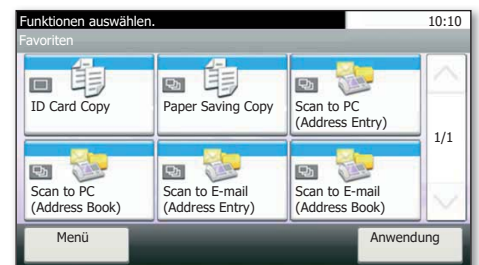 Funktionen auswählen.
10:10
Favoriten
ID Card Copy
Paper Saving Copy
Scan to PC
(Address Entry)
1/1
Scan to PC
(Address Book)
Scan to E-mail
(Address Entry)
Scan to E-mail
(Address Book)
Menü
Anwendung